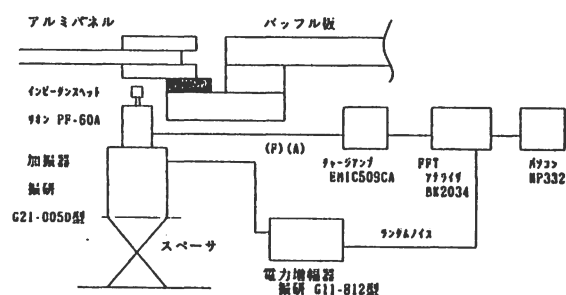 アルミパネル
バッフル板
インピーダンスヘッド
リオン PF-60A
(F) (A)
チャージアンプ
EMIC509CA
FFT
アナライザ
BK2034
パソコン
HP332
加振器
振研
G21-005D型
スペーサ
ランダムノイズ
電力増幅器
振研 G11-812型